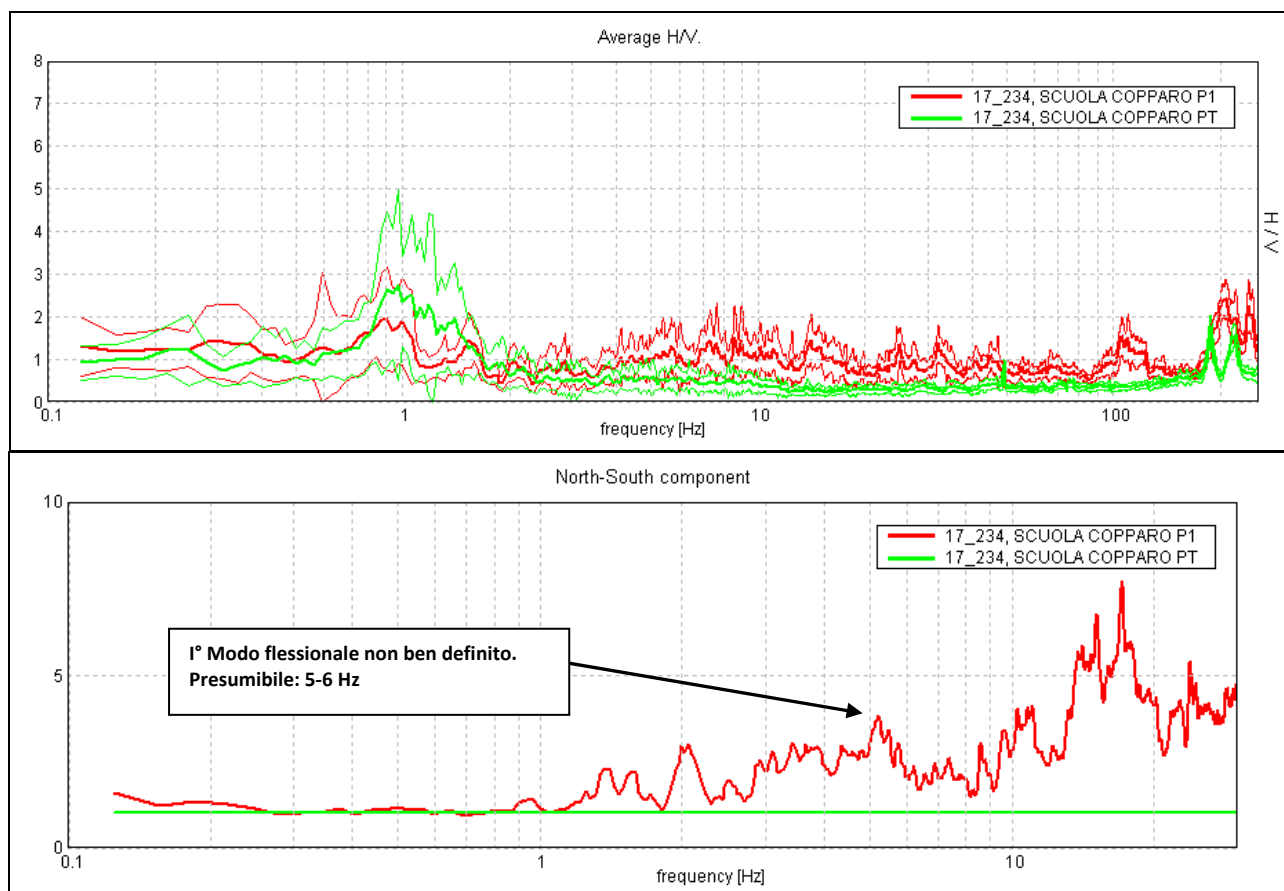 Average H/V.
8
7
6
5
4
3
2
1
0
0.1
1
10
100
frequency [Hz]
H / V
17_234, SCUOLA COPPARO P1
17_234, SCUOLA COPPARO PT
North-South component
10
5
0
0.1
1
10
frequency [Hz]
17_234, SCUOLA COPPARO P1
17_234, SCUOLA COPPARO PT
I° Modo flessionale non ben definito.
Presumibile: 5-6 Hz